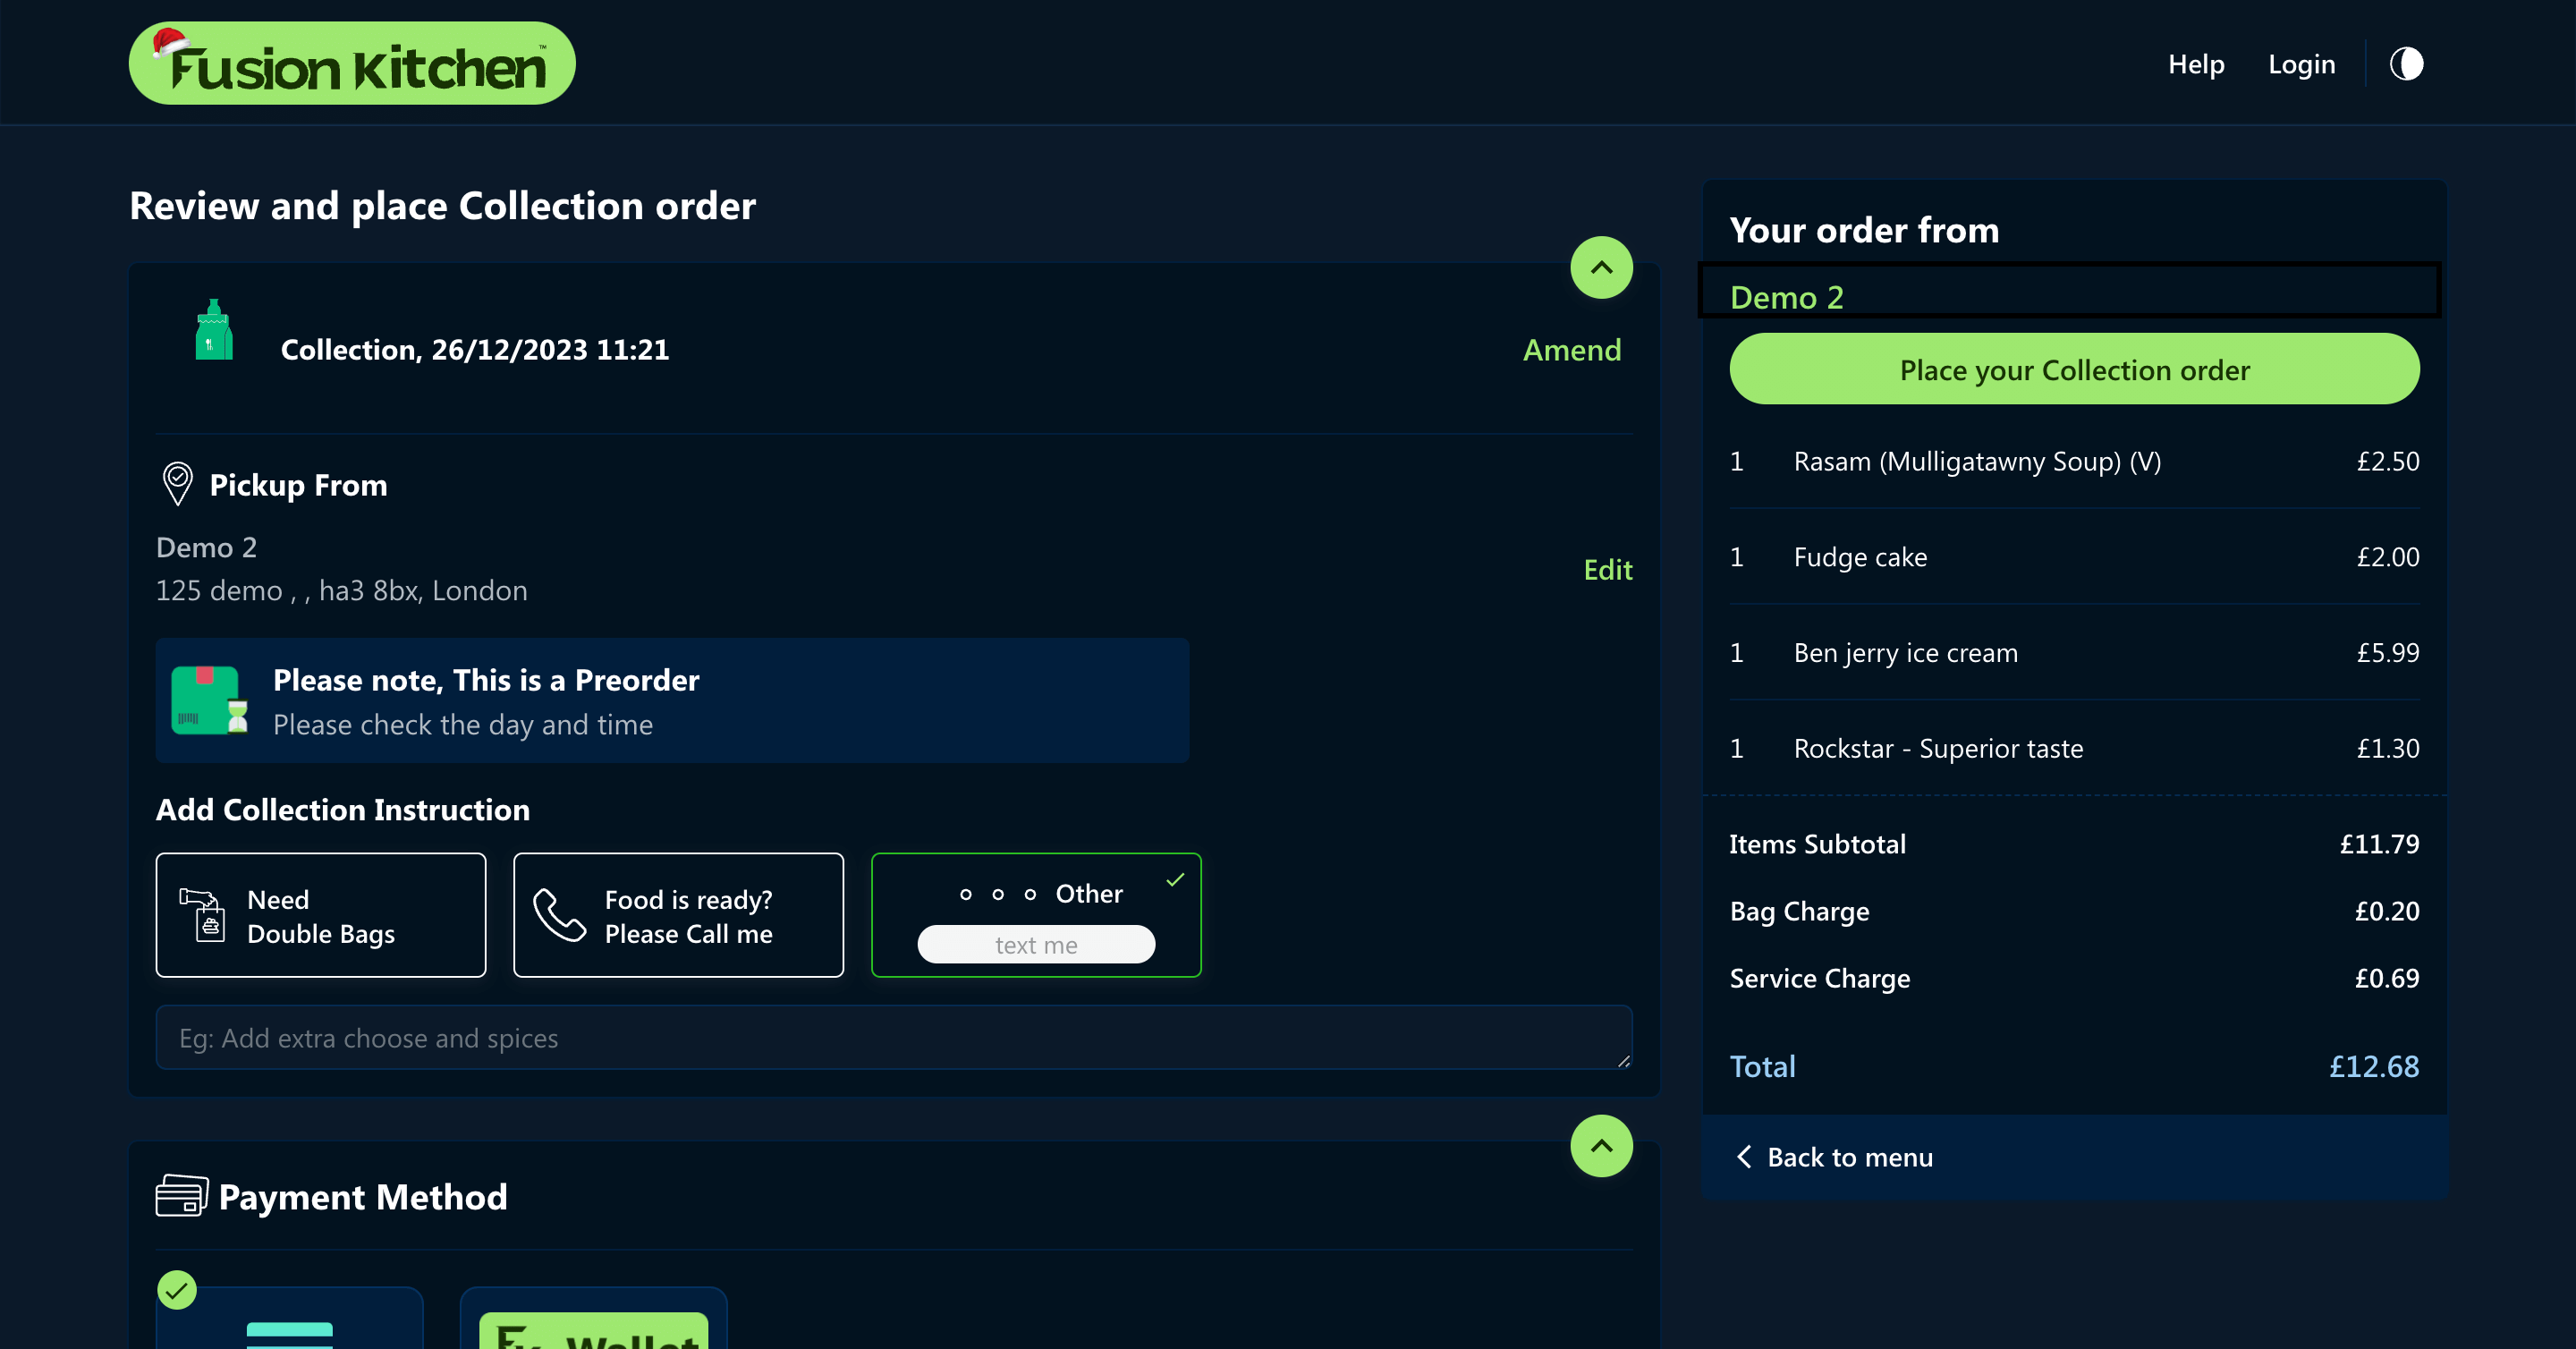 Fusion Kitchen™
Help
Login
Review and place Collection order
Collection, 26/12/2023 11:21
Amend
Pickup From
Demo 2
125 demo , , ha3 8bx, London
Edit
Please note, This is a Preorder
Please check the day and time
Add Collection Instruction
Need
Double Bags
Food is ready?
Please Call me
Other
text me
Eg: Add extra choose and spices
Payment Method
Wallet
Your order from
Demo 2
Place your Collection order
1 Rasam (Mulligatawny Soup) (V) £2.50
1 Fudge cake £2.00
1 Ben jerry ice cream £5.99
1 Rockstar - Superior taste £1.30
Items Subtotal £11.79
Bag Charge £0.20
Service Charge £0.69
Total £12.68
Back to menu